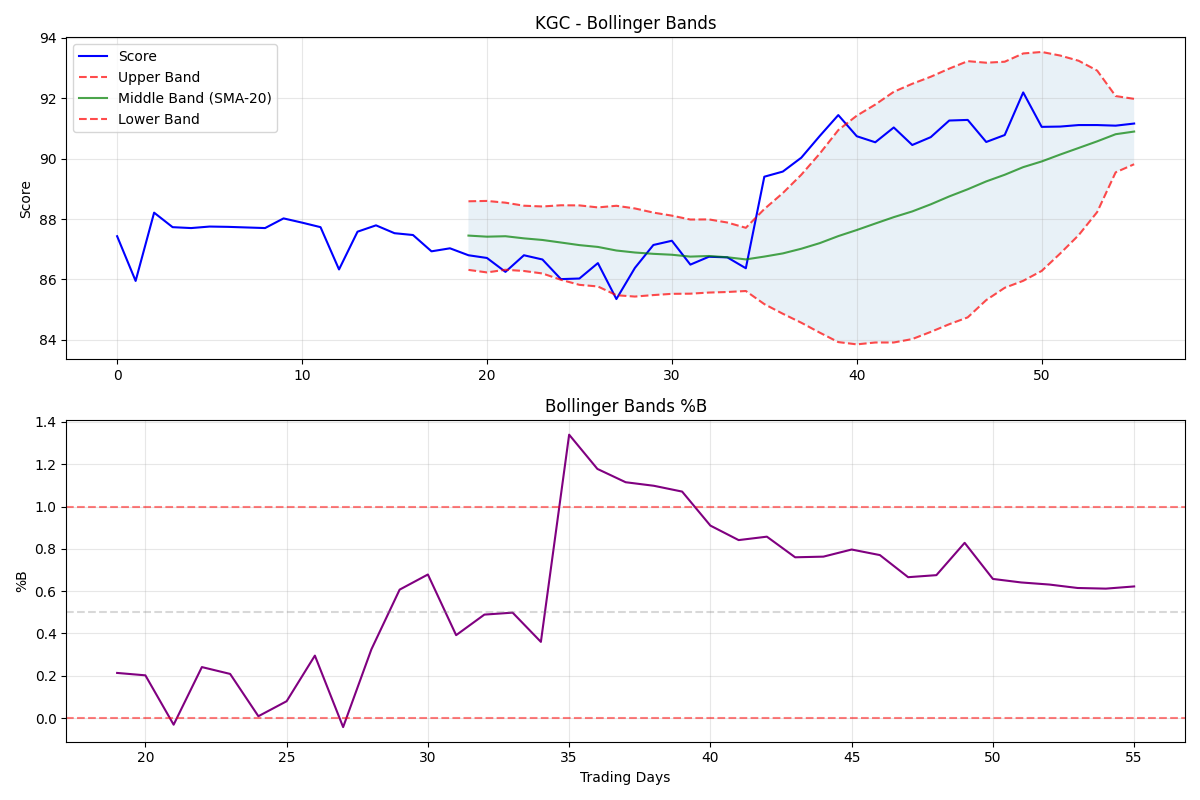 KGC - Bollinger Bands
Score
Upper Band
Middle Band (SMA-20)
Lower Band
Score
94
92
90
88
86
84
0 10 20 30 40 50
Bollinger Bands %B
%B
1.4
1.2
1.0
0.8
0.6
0.4
0.2
0.0
20 25 30 35 40 45 50 55
Trading Days